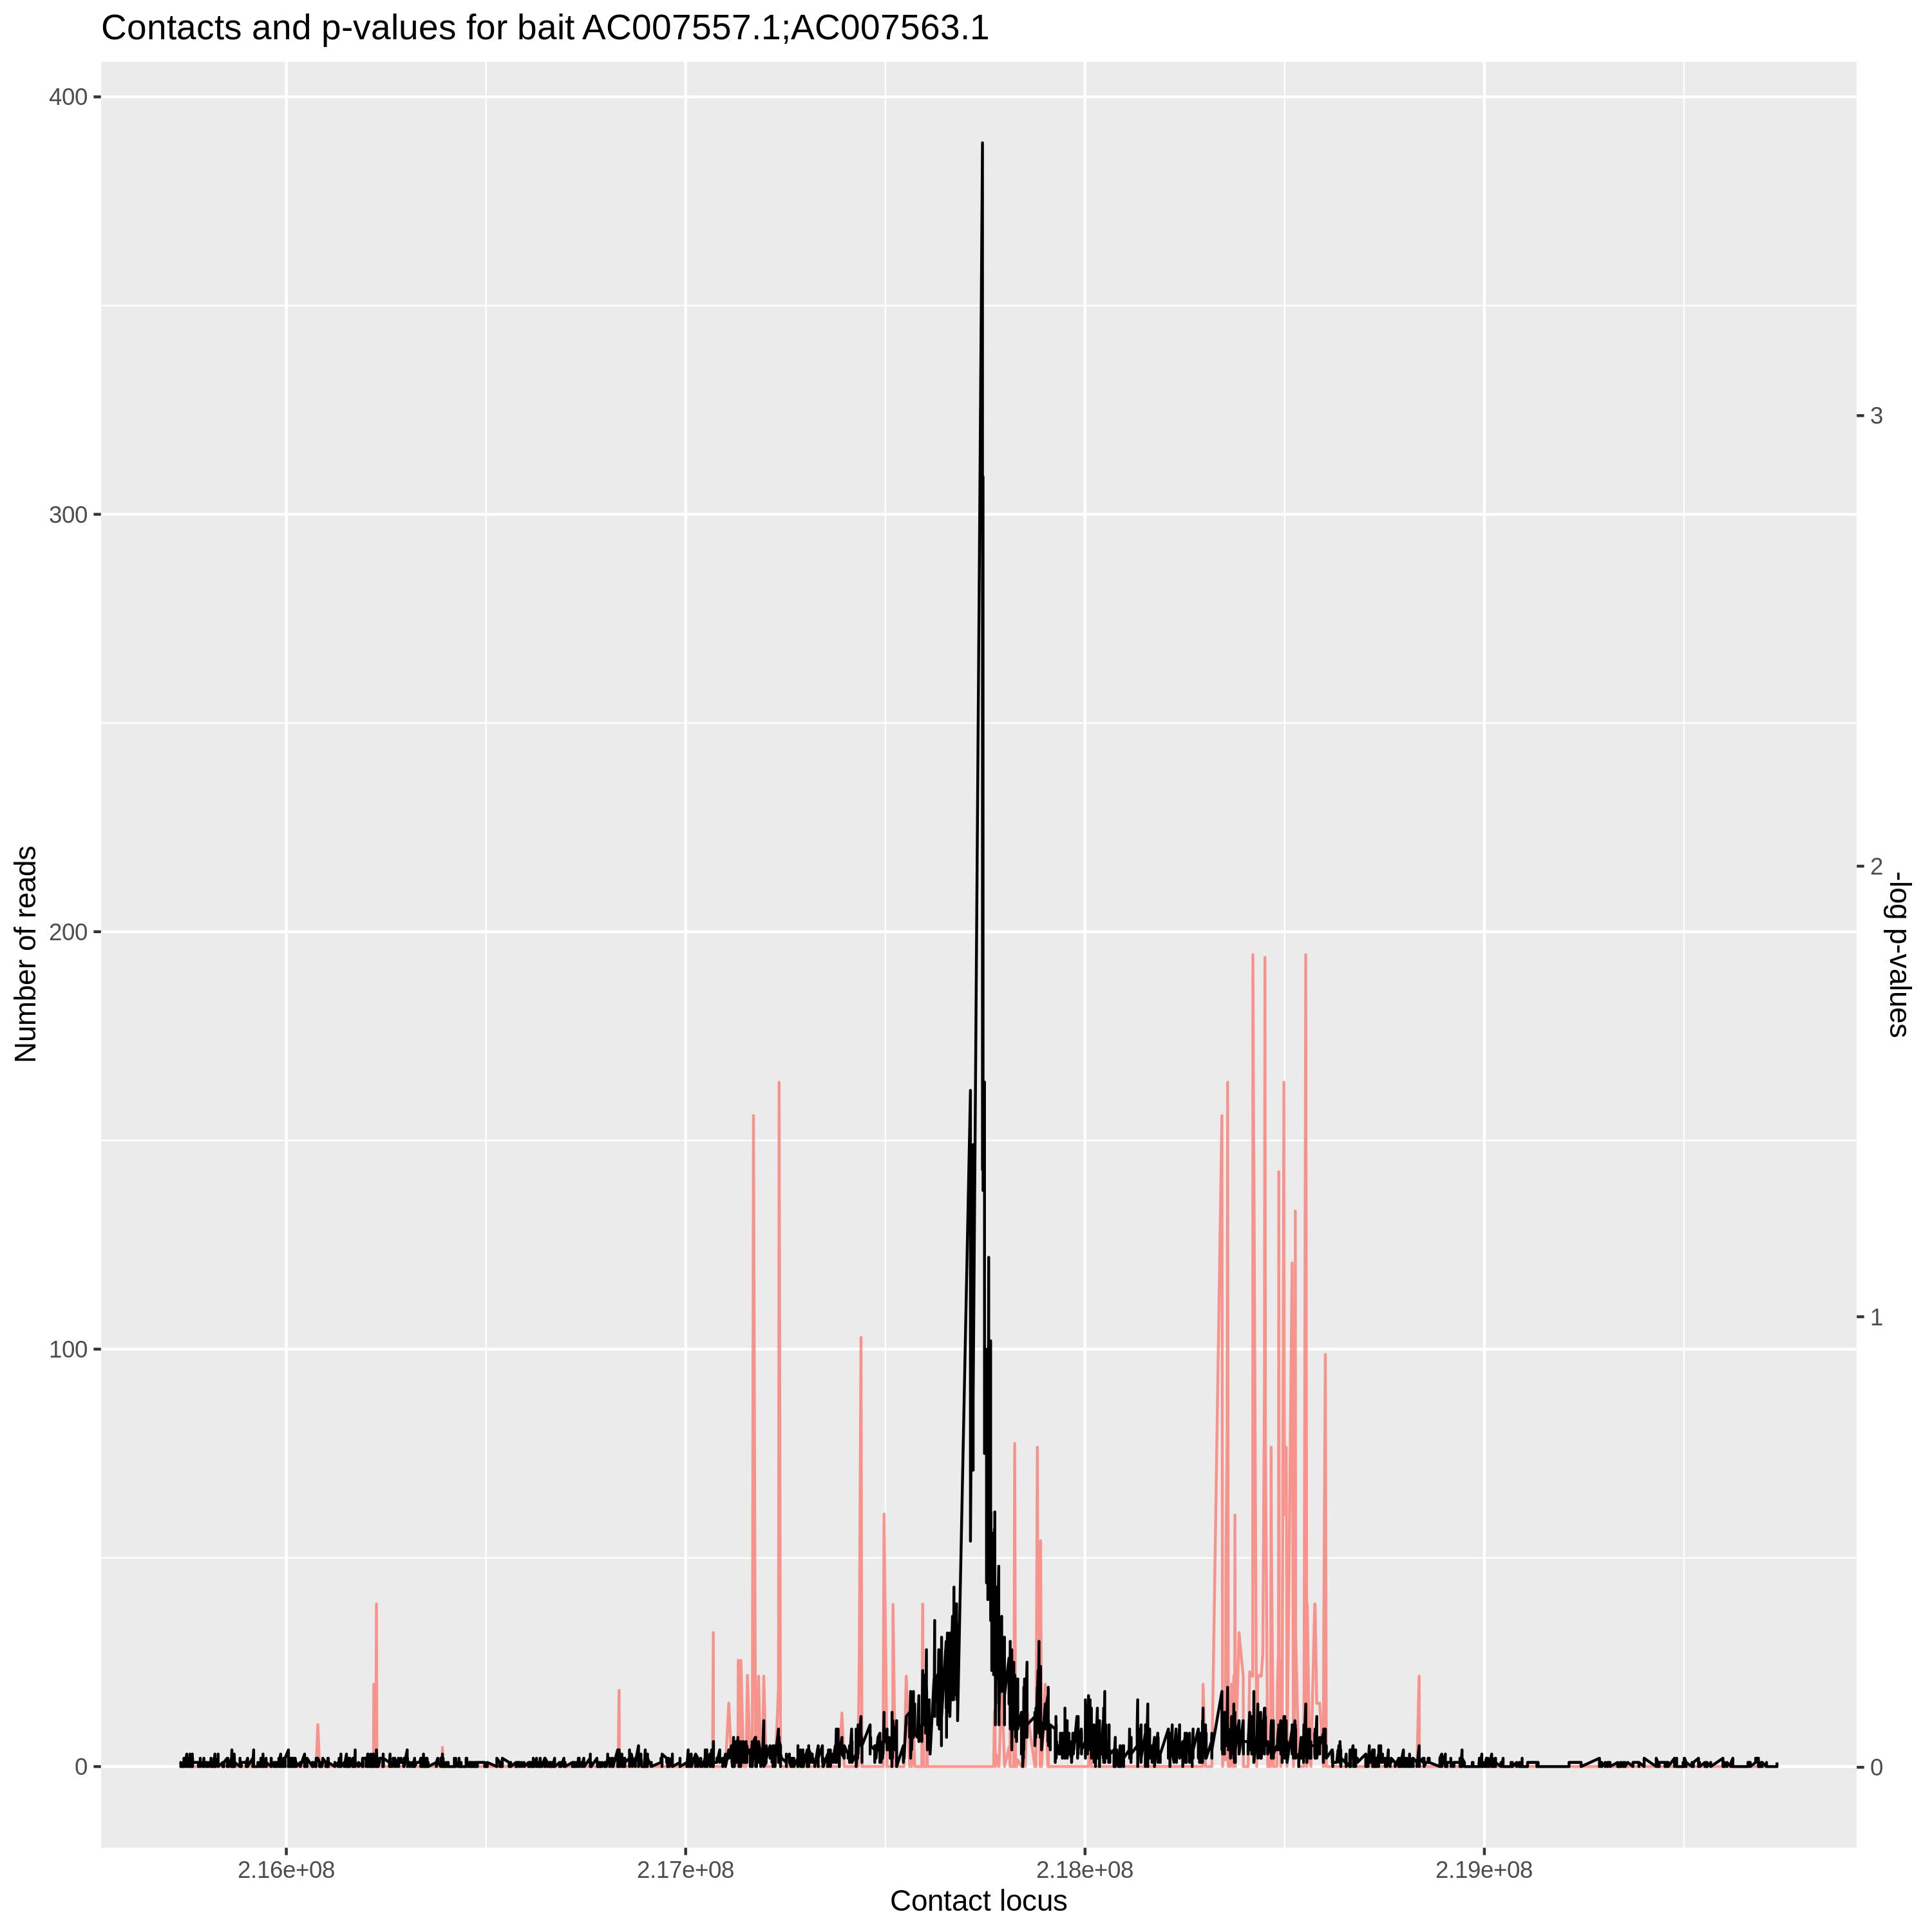 Contacts and p-values for bait AC007557.1;AC007563.1
400
300
200
100
0
Number of reads
3
2
1
0
-log p-values
2.16e+08
2.17e+08
2.18e+08
2.19e+08
Contact locus